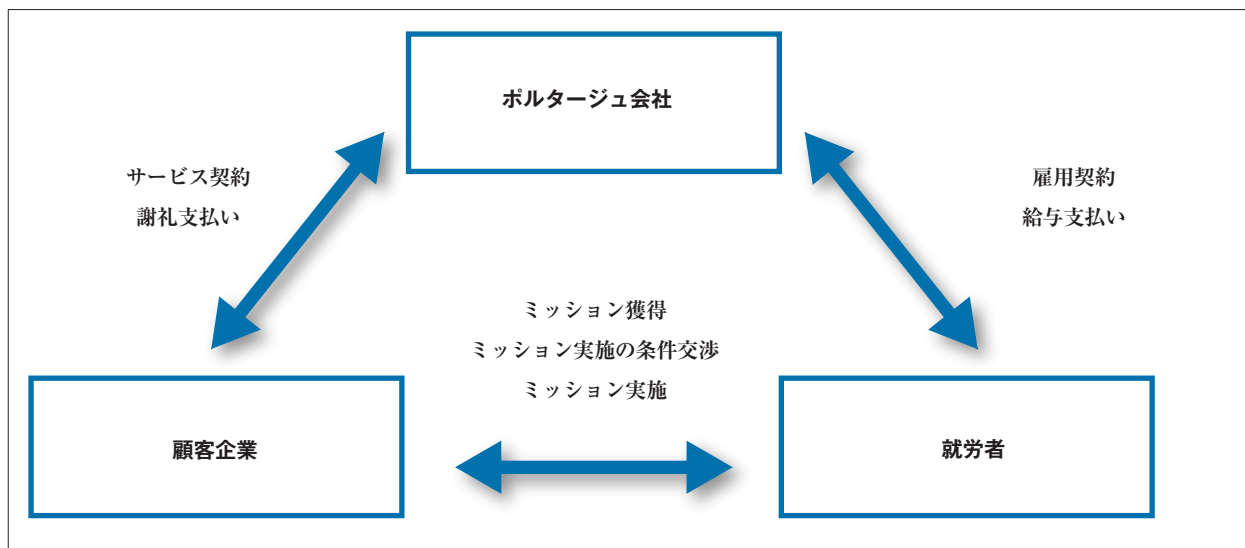 ポルタージュ会社
サービス契約
謝礼支払い
雇用契約
給与支払い
ミッション獲得
ミッション実施の条件交渉
ミッション実施
顧客企業
就労者